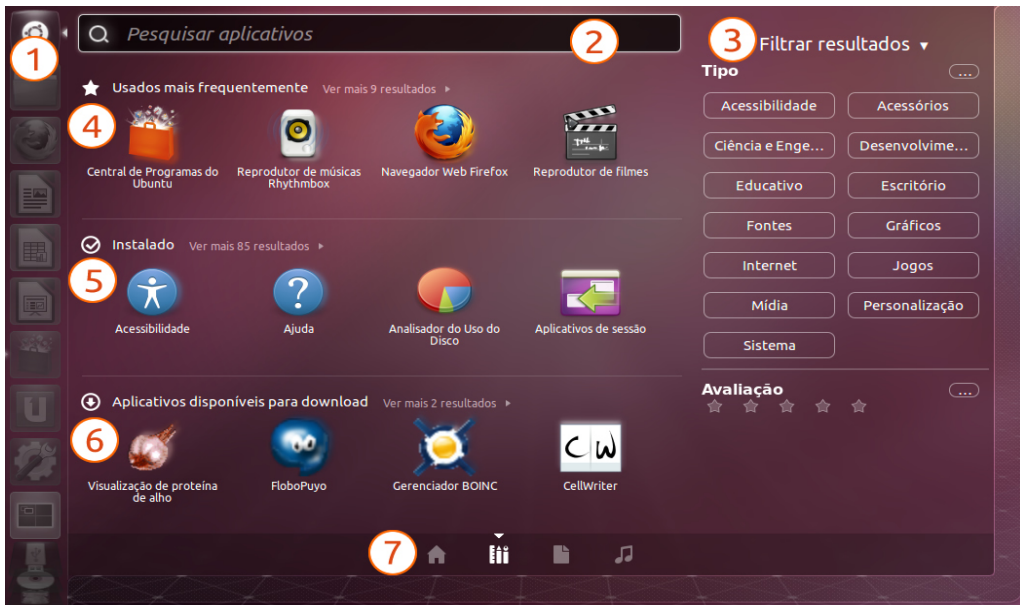 1
Pesquisar aplicativos
2
3
Filtrar resultados ▾
Tipo
...
Usados mais frequentemente Ver mais 9 resultados
4
Central de Programas do
Ubuntu
Reprodutor de músicas
Rhythmbox
Navegador Web Firefox
Reprodutor de filmes
Acessibilidade
Acessórios
Ciência e Enge...
Desenvolvime...
Educativo
Escritório
Fontes
Gráficos
Internet
Jogos
Mídia
Personalização
Sistema
Instalado Ver mais 85 resultados
5
Acessibilidade
Ajuda
Analisador do Uso do
Disco
Aplicativos de sessão
Avaliação
...
Aplicativos disponíveis para download Ver mais 2 resultados
6
Visualização de proteína
de alho
FloboPuyo
Gerenciador BOINC
C W
CellWriter
7